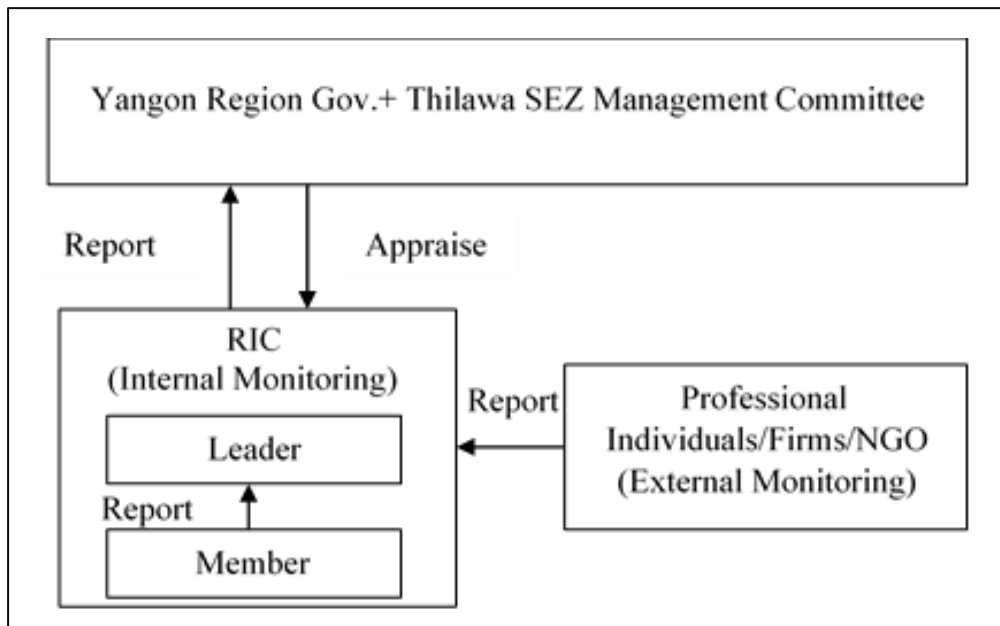 Yangon Region Gov.+ Thilawa SEZ Management Committee
Report
Appraise
RIC
(Internal Monitoring)
Leader
Report
Member
Report
Professional
Individuals/Firms/NGO
(External Monitoring)